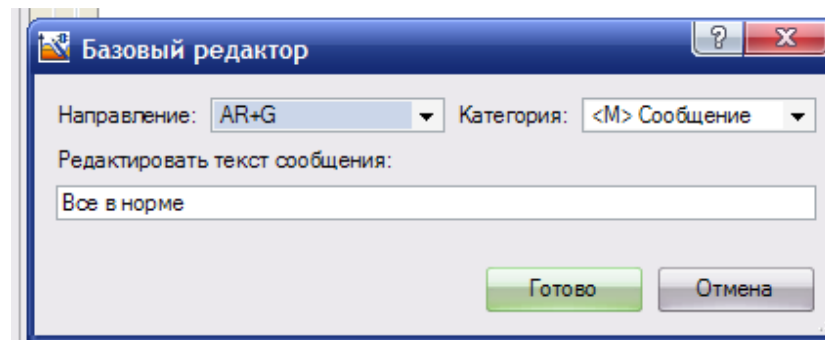 Базовый редактор
Направление: AR+G Категория: <M> Сообщение
Редактировать текст сообщения:
Все в норме
Готово Отмена